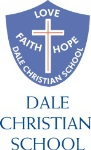 LOVE
FAITH HOPE
DALE CHRISTIAN SCHOOL
DALE
CHRISTIAN
SCHOOL